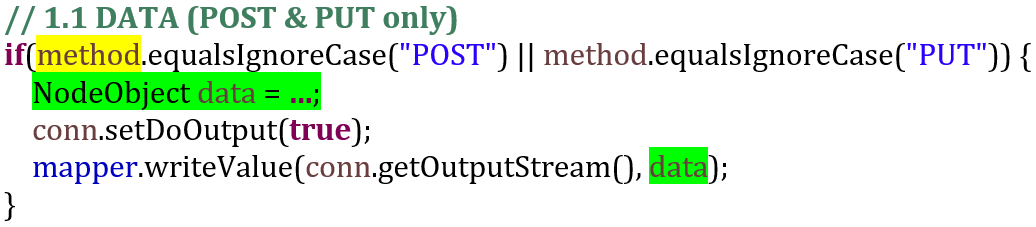 // 1.1 DATA (POST & PUT only)
if(method.equalsIgnoreCase("POST") || method.equalsIgnoreCase("PUT")) {
NodeObject data = ...;
conn.setDoOutput(true);
mapper.writeValue(conn.getOutputStream(), data);
}